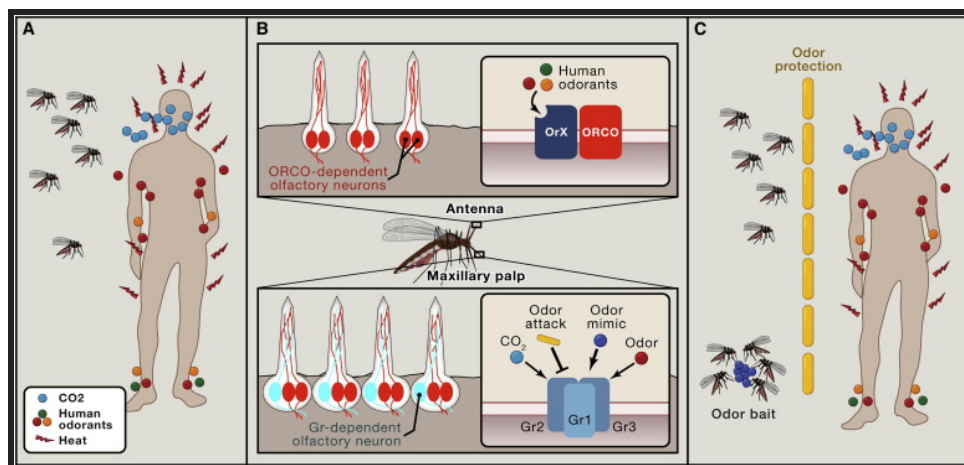 A
CO2
Human
odorants
Heat
B
ORCO-dependent
olfactory neurons
Human
odorants
OrX
ORCO
Antenna
Maxillary palp
Gr-dependent
olfactory neuron
Odor
attack
Odor
mimic
CO₂
Odor
Gr2
Gr1
Gr3
C
Odor
protection
Odor bait